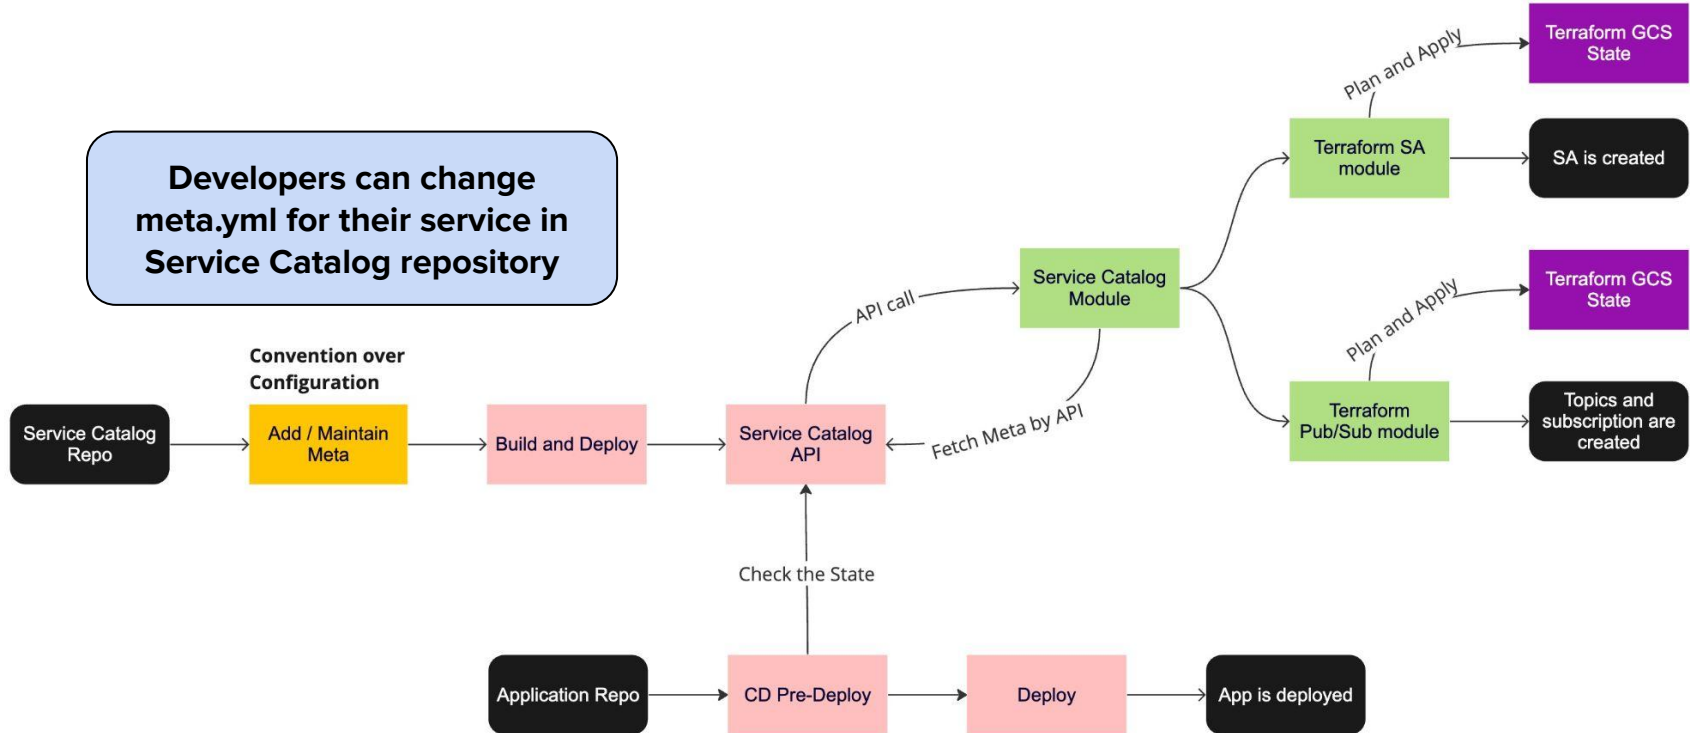 Terraform GCS
State
Plan and Apply
Terraform SA
module
SA is created
Developers can change
meta.yml for their service in
Service Catalog repository
Service Catalog
Module
Terraform GCS
State
API call
Plan and Apply
Convention over
Configuration
Fetch Meta by API
Terraform
Pub/Sub module
Topics and
subscription are
created
Service Catalog
Repo
Add / Maintain
Meta
Build and Deploy
Service Catalog
API
Check the State
Application Repo
CD Pre-Deploy
Deploy
App is deployed